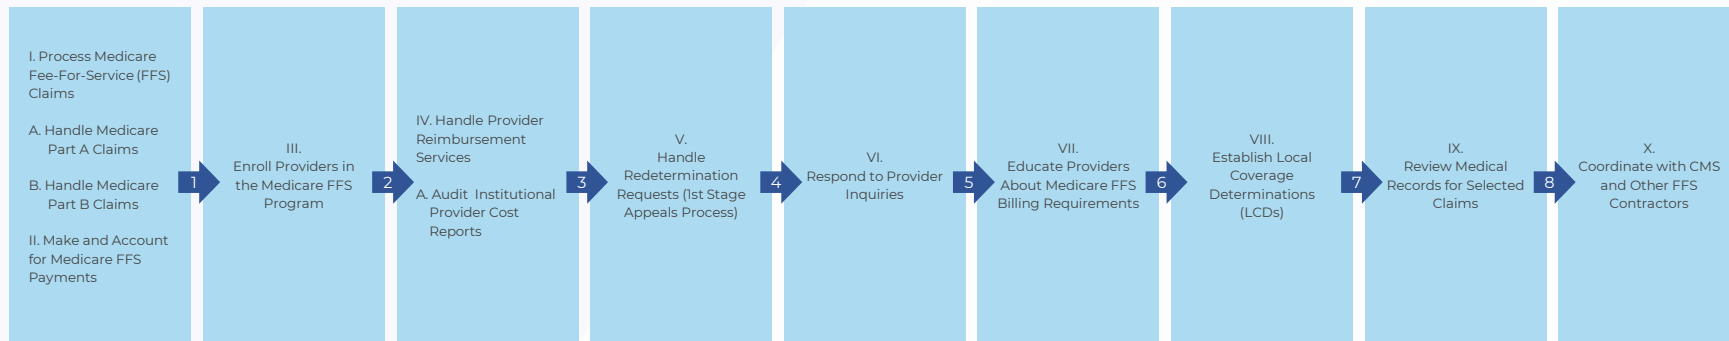 I. Process Medicare
Fee-For-Service (FFS)
Claims
A. Handle Medicare
Part A Claims
B. Handle Medicare
Part B Claims
II. Make and Account
for Medicare FFS
Payments
1
III.
Enroll Providers in
the Medicare FFS
Program
2
IV. Handle Provider
Reimbursement
Services
A. Audit Institutional
Provider Cost
Reports
3
V.
Handle
Redetermination
Requests (1st Stage
Appeals Process)
4
VI.
Respond to Provider
Inquiries
5
VII.
Educate Providers
About Medicare FFS
Billing Requirements
6
VIII.
Establish Local
Coverage
Determinations
(LCDs)
7
IX.
Review Medical
Records for Selected
Claims
8
X.
Coordinate with CMS
and Other FFS
Contractors